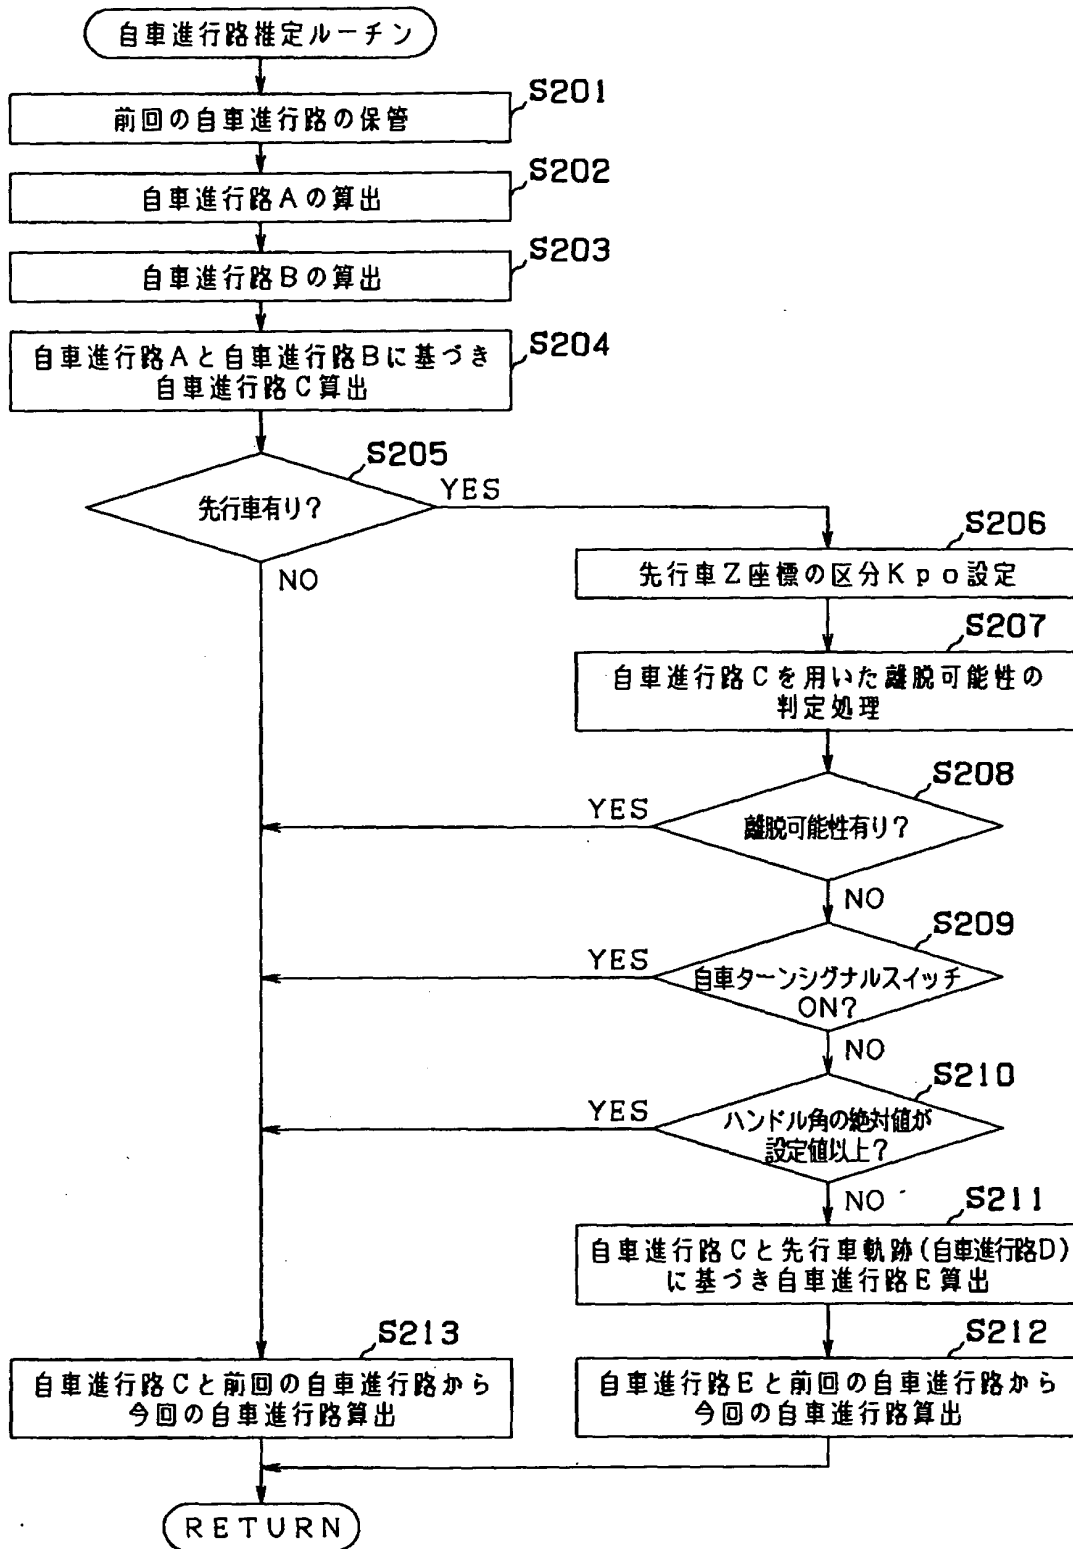 自車進行路推定ルーチン
S201
前回の自車進行路の保管
S202
自車進行路Aの算出
S203
自車進行路Bの算出
S204
自車進行路Aと自車進行路Bに基づき
自車進行路C算出
S205
先行車有り？
YES
NO
S206
先行車Z座標の区分Kpo設定
S207
自車進行路Cを用いた離脱可能性の
判定処理
S208
離脱可能性有り？
YES
NO
S209
自車ターンシグナルスイッチ
ON？
YES
NO
S210
ハンドル角の絶対値が
設定値以上？
YES
NO
S211
自車進行路Cと先行車軌跡(自車進行路D)
に基づき自車進行路E算出
S212
自車進行路Eと前回の自車進行路から
今回の自車進行路算出
S213
自車進行路Cと前回の自車進行路から
今回の自車進行路算出
RETURN